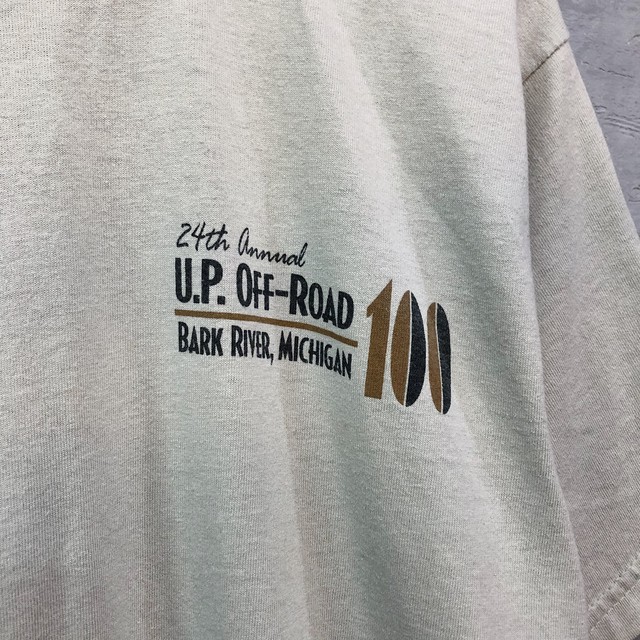 24th Annual
U.P. OFF-ROAD
100
BARK RIVER, MICHIGAN